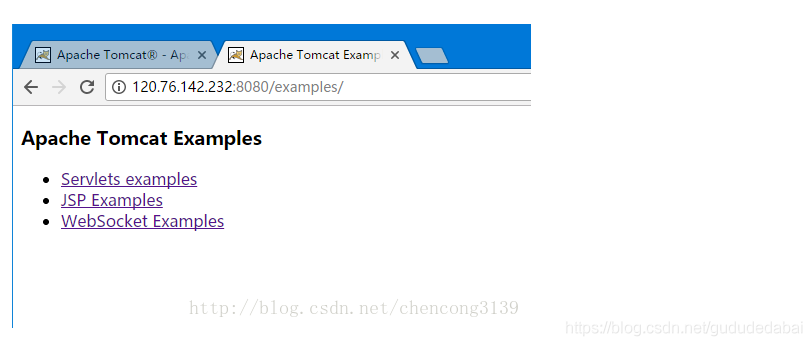 Apache Tomcat® - Apa
Apache Tomcat Examp
120.76.142.232:8080/examples/
Apache Tomcat Examples
Servlets examples
JSP Examples
WebSocket Examples
http://blog.csdn.net/chencong3139
https://blog.csdn.net/gududedabai